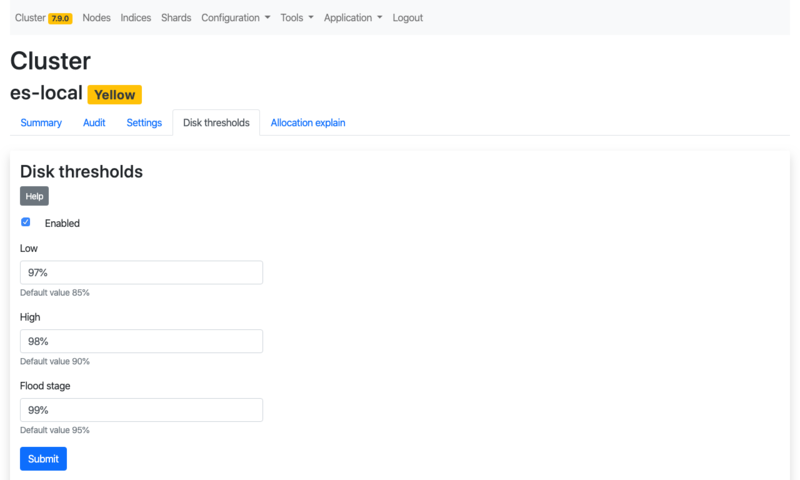 Cluster 7.9.0 Nodes Indices Shards Configuration Tools Application Logout
Cluster
es-local Yellow
Summary Audit Settings Disk thresholds Allocation explain
Disk thresholds
Help
Enabled
Low
97%
Default value 85%
High
98%
Default value 90%
Flood stage
99%
Default value 95%
Submit